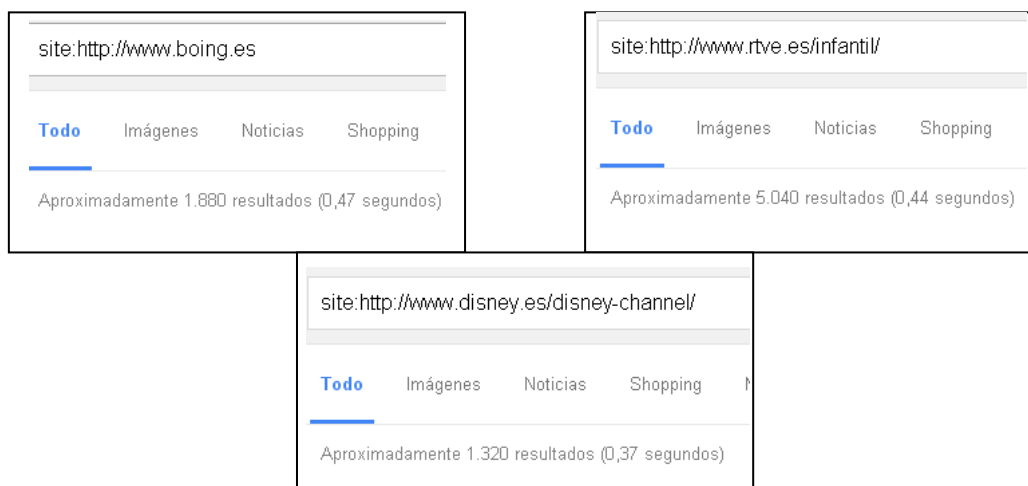 site:http://www.boing.es
Todo Imágenes Noticias Shopping
Aproximadamente 1.880 resultados (0,47 segundos)
site:http://www.rtve.es/infantil/
Todo Imágenes Noticias Shopping
Aproximadamente 5.040 resultados (0,44 segundos)
site:http://www.disney.es/disney-channel/
Todo Imágenes Noticias Shopping
Aproximadamente 1.320 resultados (0,37 segundos)